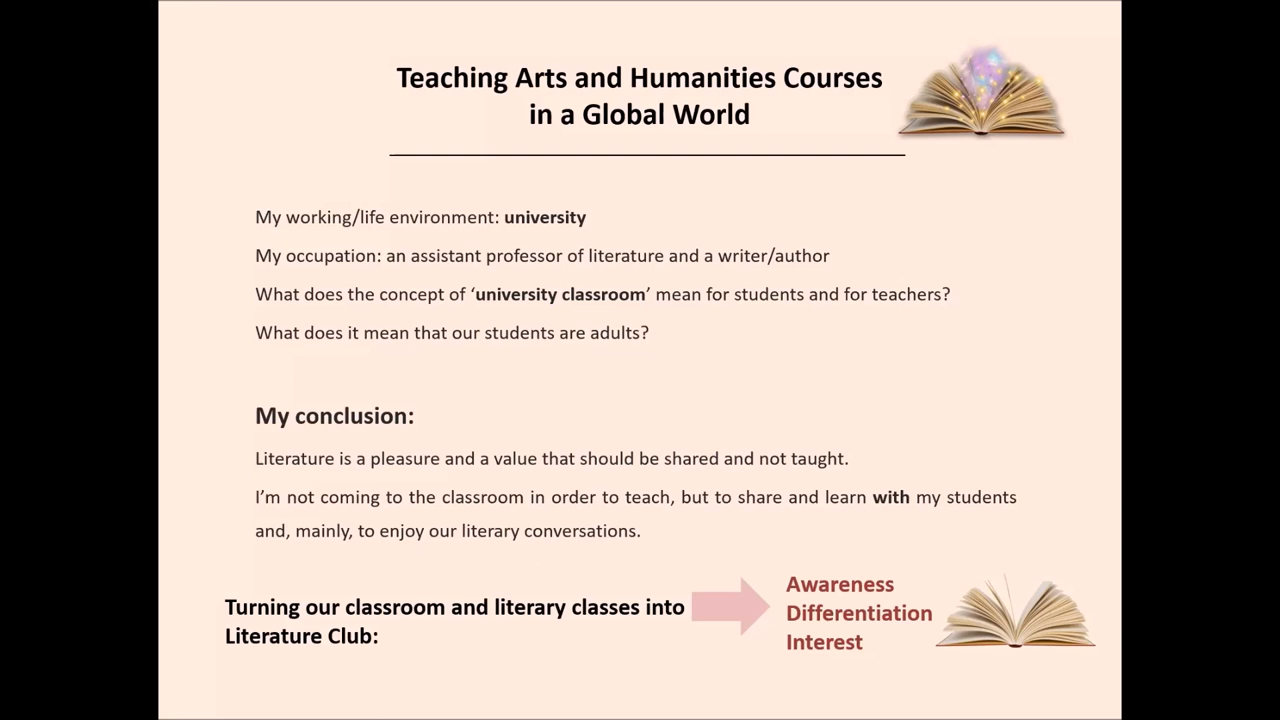 Teaching Arts and Humanities Courses
in a Global World
My working/life environment: university
My occupation: an assistant professor of literature and a writer/author
What does the concept of ‘university classroom’ mean for students and for teachers?
What does it mean that our students are adults?
My conclusion:
Literature is a pleasure and a value that should be shared and not taught.
I’m not coming to the classroom in order to teach, but to share and learn with my students
and, mainly, to enjoy our literary conversations.
Turning our classroom and literary classes into
Literature Club:
Awareness
Differentiation
Interest